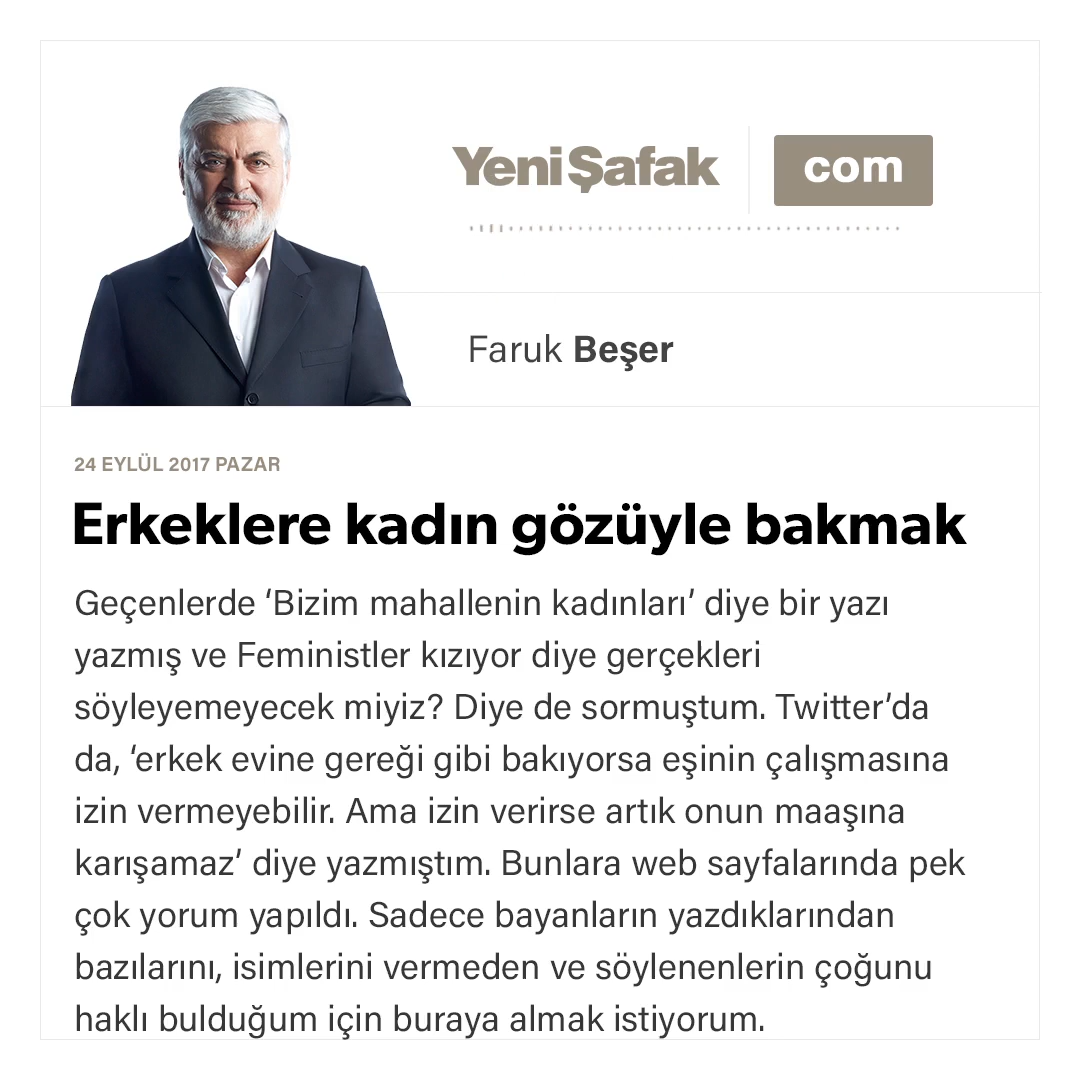 YeniŞafak
com
Faruk Beşer
24 EYLÜL 2017 PAZAR
Erkeklere kadın gözüyle bakmak
Geçenlerde ‘Bizim mahallenin kadınları’ diye bir yazı
yazmış ve Feministler kızıyor diye gerçekleri
söyleyemeyecek miyiz? Diye de sormuştum. Twitter’da
da, ‘erkek evine gereği gibi bakıyorsa eşinin çalışmasına
izin vermeyebilir. Ama izin verirse artık onun maaşına
karışamaz’ diye yazmıştım. Bunlara web sayfalarında pek
çok yorum yapıldı. Sadece bayanların yazdıklarından
bazılarını, isimlerini vermeden ve söylenenlerin çoğunu
haklı bulduğum için buraya almak istiyorum.